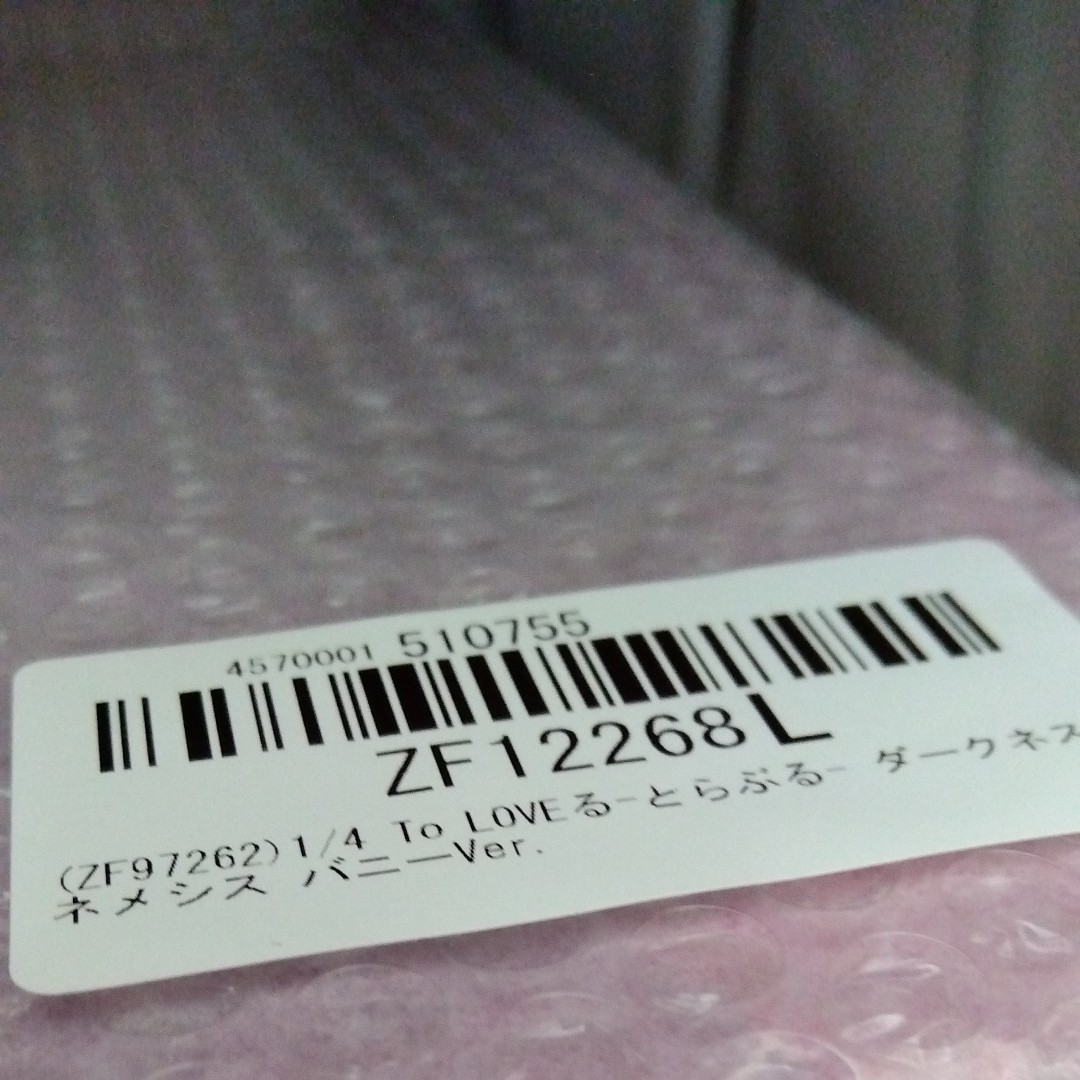 4570001 510755
ZF12268L
(ZF97262)1/4 To LOVEる-とらぶる- ダークネス
ネメシス バニーVer.